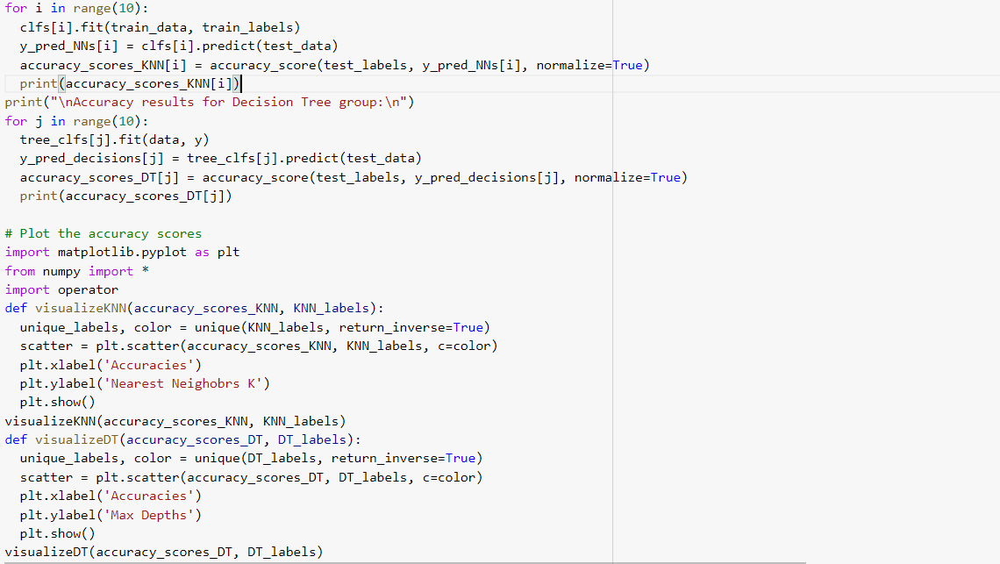 for i in range(10):
  clfs[i].fit(train_data, train_labels)
  y_pred_NNs[i] = clfs[i].predict(test_data)
  accuracy_scores_KNN[i] = accuracy_score(test_labels, y_pred_NNs[i], normalize=True)
  print(accuracy_scores_KNN[i])
print("\nAccuracy results for Decision Tree group:\n")
for j in range(10):
  tree_clfs[j].fit(data, y)
  y_pred_decisions[j] = tree_clfs[j].predict(test_data)
  accuracy_scores_DT[j] = accuracy_score(test_labels, y_pred_decisions[j], normalize=True)
  print(accuracy_scores_DT[j])

# Plot the accuracy scores
import matplotlib.pyplot as plt
from numpy import *
import operator
def visualizeKNN(accuracy_scores_KNN, KNN_labels):
  unique_labels, color = unique(KNN_labels, return_inverse=True)
  scatter = plt.scatter(accuracy_scores_KNN, KNN_labels, c=color)
  plt.xlabel('Accuracies')
  plt.ylabel('Nearest Neighobrs K')
  plt.show()
visualizeKNN(accuracy_scores_KNN, KNN_labels)
def visualizeDT(accuracy_scores_DT, DT_labels):
  unique_labels, color = unique(DT_labels, return_inverse=True)
  scatter = plt.scatter(accuracy_scores_DT, DT_labels, c=color)
  plt.xlabel('Accuracies')
  plt.ylabel('Max Depths')
  plt.show()
visualizeDT(accuracy_scores_DT, DT_labels)